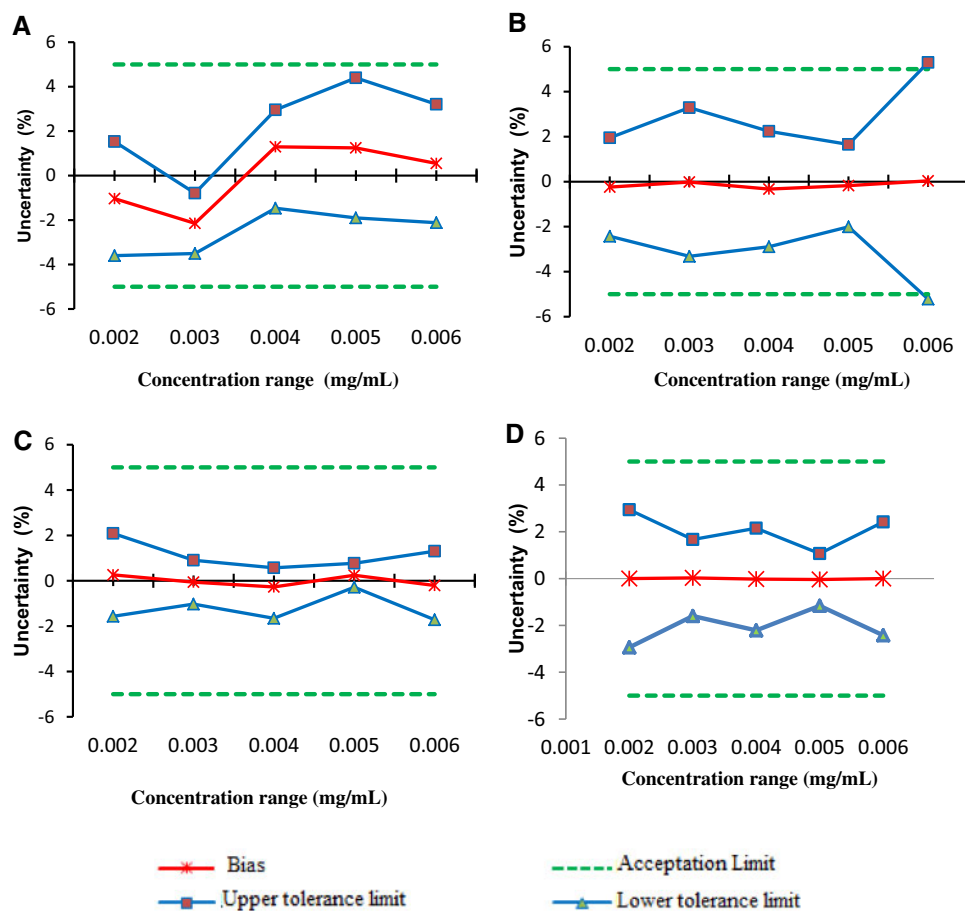 A
6
4
2
0
-2
-4
-6
Uncertainty (%)
0.002 0.003 0.004 0.005 0.006
Concentration range (mg/mL)
B
6
4
2
0
-2
-4
-6
Uncertainty (%)
0.002 0.003 0.004 0.005 0.006
Concentration range (mg/mL)
C
6
4
2
0
-2
-4
-6
Uncertainty (%)
0.002 0.003 0.004 0.005 0.006
Concentration range (mg/mL)
D
6
4
2
0
-2
-4
-6
Uncertainty (%)
0.001 0.002 0.003 0.004 0.005 0.006
Concentration range (mg/mL)
Bias
Acceptation Limit
Upper tolerance limit
Lower tolerance limit